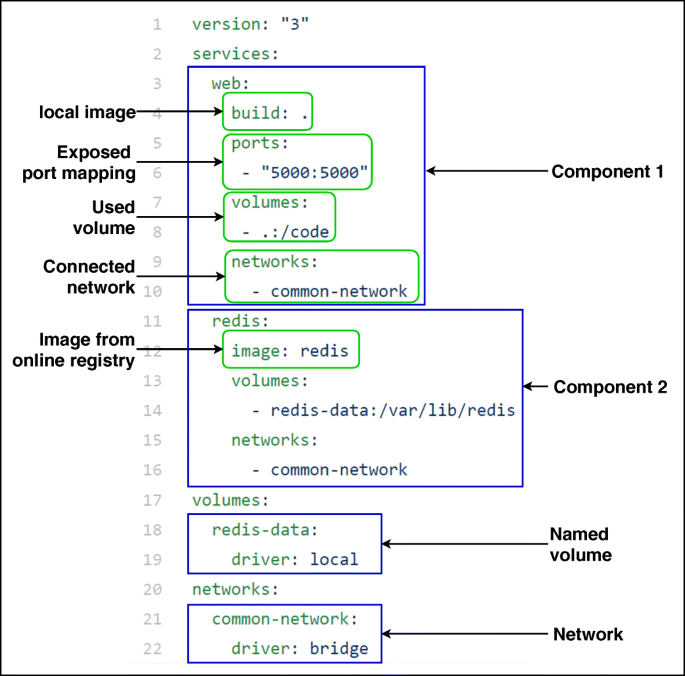 1 version: "3"
2 services:
3 web:
local image
4 build: .
5 ports:
Exposed
port mapping
6 - "5000:5000"
Component 1
7 volumes:
Used
volume
8 - .:/code
9 networks:
Connected
network
10 - common-network
11 redis:
Image from
online registry
12 image: redis
13 volumes:
Component 2
14 - redis-data:/var/lib/redis
15 networks:
16 - common-network
17 volumes:
18 redis-data:
Named
volume
19 driver: local
20 networks:
21 common-network:
Network
22 driver: bridge